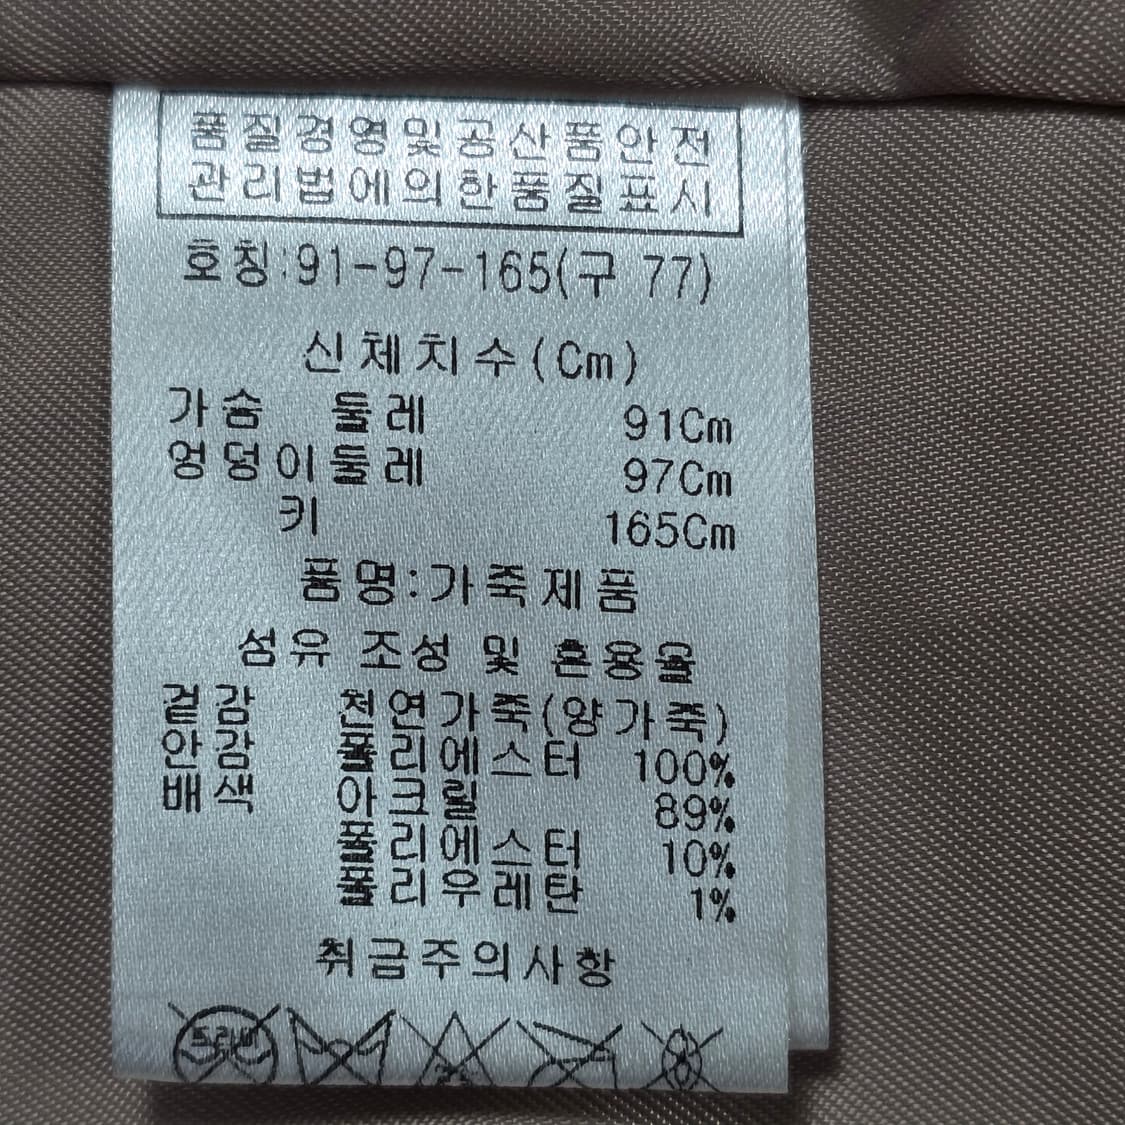 품질경영및공산품안전
관리법에의한품질표시
호칭:91-97-165(구 77)
신체치수(Cm)
가슴 둘레 91Cm
엉덩이둘레 97Cm
키 165Cm
품명:가죽제품
섬유 조성 및 혼용율
겉감 천연가죽(양가죽)
안감 폴리에스터 100%
배색 아크릴 89%
폴리에스터 10%
폴리우레탄 1%
취급주의사항
드라이